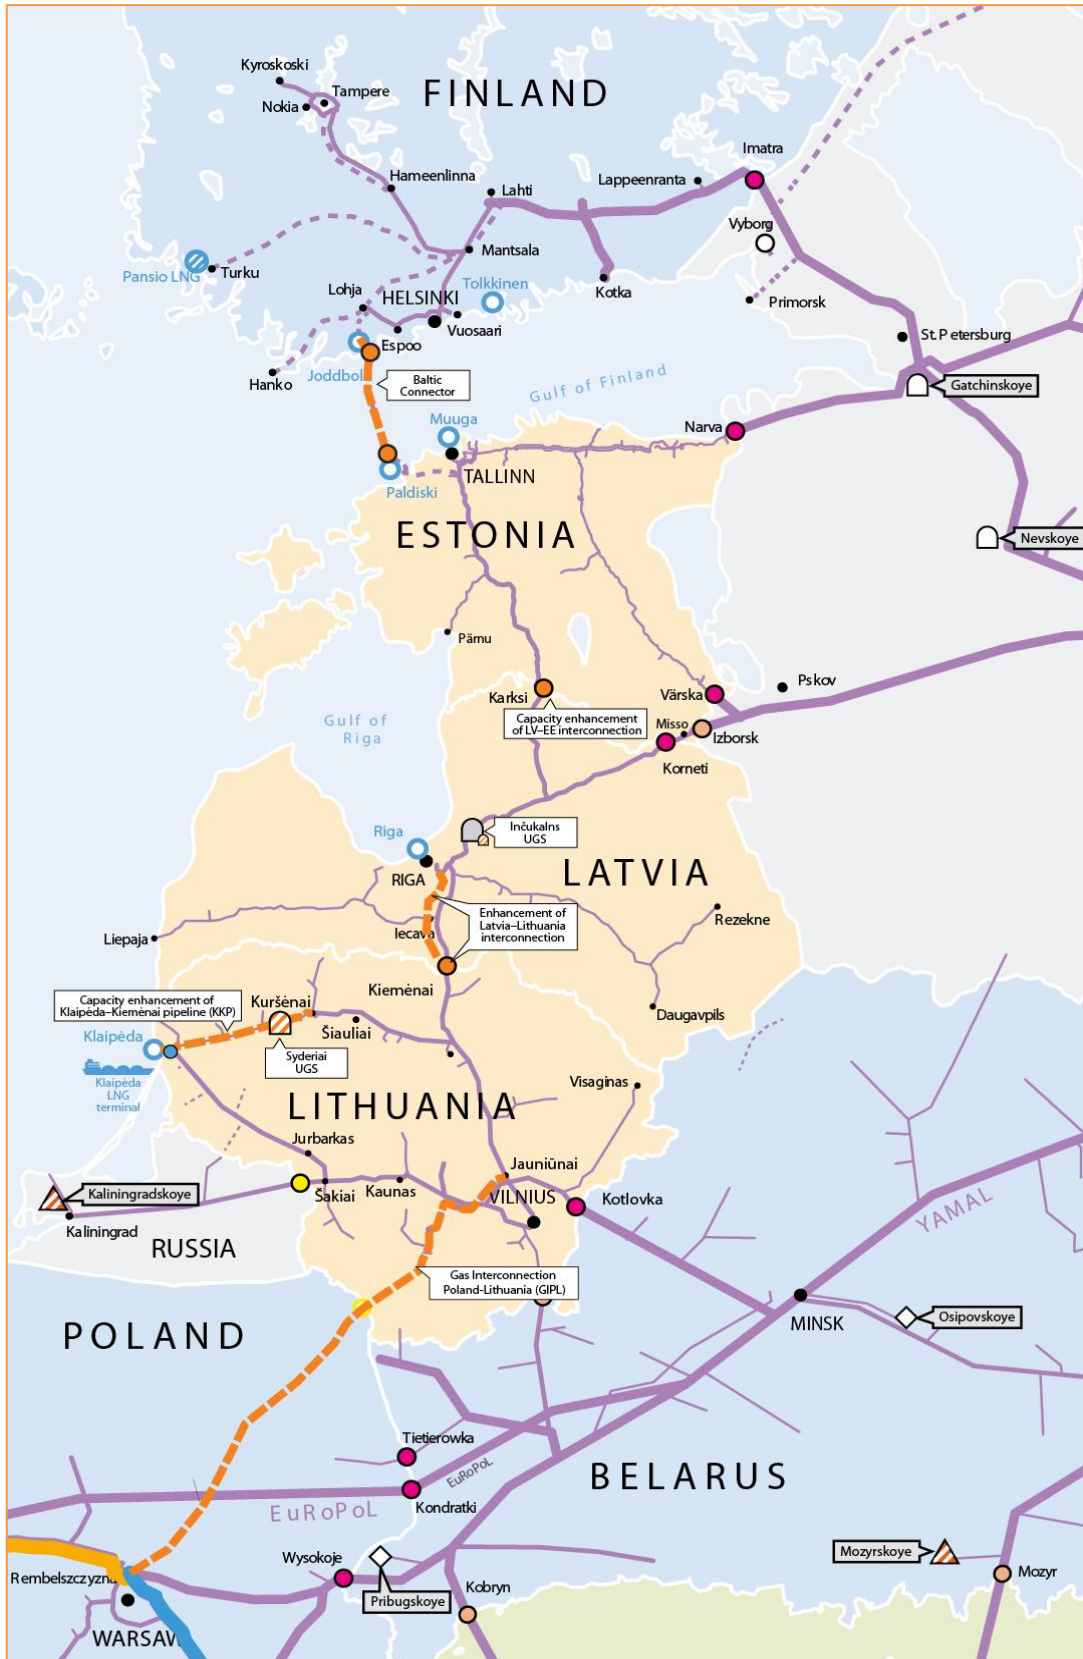 Kyroskoski
FINLAND
Tampere
Nokia
Imatra
Hameenlinna
Lahti
Lappeenranta
Vyborg
Mantsala
Pansio LNG
Turku
Tolkkinen
Lohja
HELSINKI
Kotka
Primorsk
Vuosaari
St. Petersburg
Espoo
Joddbol
Hanko
Baltic
Connector
Gulf of Finland
Gatchinskoye
Muuga
Narva
TALLINN
Paldiski
ESTONIA
Nevskoye
Pärnu
Pskov
Karksi
Värska
Capacity enhancement
of LV–EE interconnection
Misso
Izborsk
Gulf of
Riga
Korneti
Riga
Inčukalns
UGS
RIGA
LATVIA
Rezekne
Enhancement of
Latvia–Lithuania
interconnection
Iecava
Liepaja
Kiemėnai
Capacity enhancement of
Klaipėda–Kiemėnai pipeline (KKP)
Kuršėnai
Daugavpils
Šiauliai
Klaipėda
Syderiai
UGS
Klaipėda
LNG
terminal
Visaginas
LITHUANIA
Jurbarkas
Jauniūnai
Kaliningradskoye
Šakiai
Kaunas
VILNIUS
Kotlovka
Kaliningrad
YAMAL
RUSSIA
Gas Interconnection
Poland-Lithuania (GIPL)
POLAND
MINSK
Osipovskoye
Tietierowka
EuRoPoL
BELARUS
EuRoPoL
Kondratki
Mozyrskoye
Wysokoje
Rembelszczyzna
Mozyr
Pribugskoye
Kobryn
WARSAW